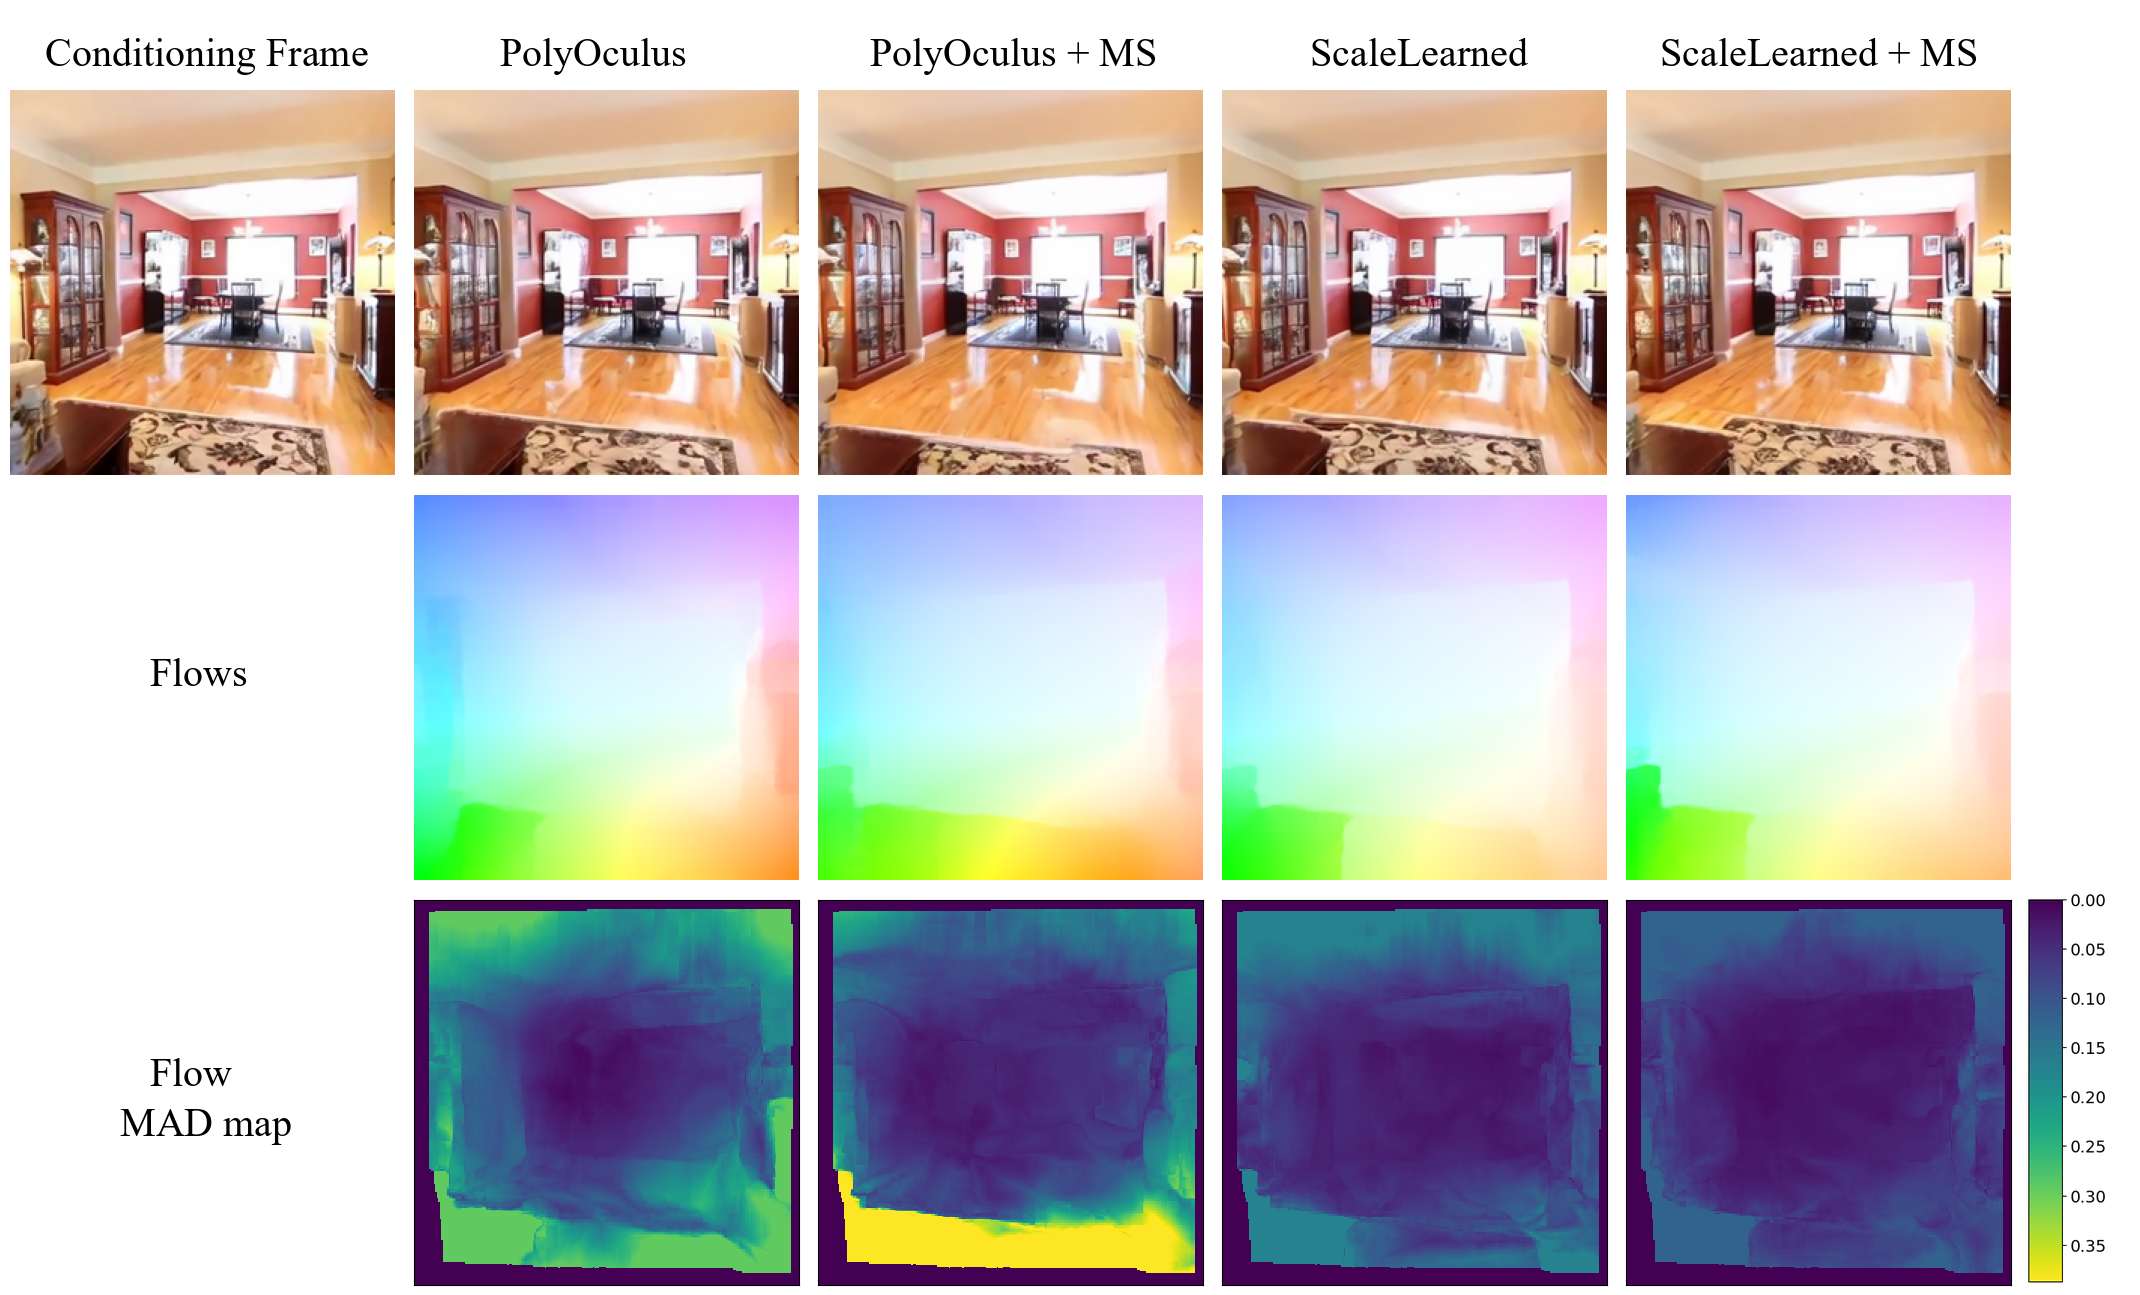 Conditioning Frame
PolyOculus
PolyOculus + MS
ScaleLearned
ScaleLearned + MS
Flows
Flow
MAD map
0.00
0.05
0.10
0.15
0.20
0.25
0.30
0.35